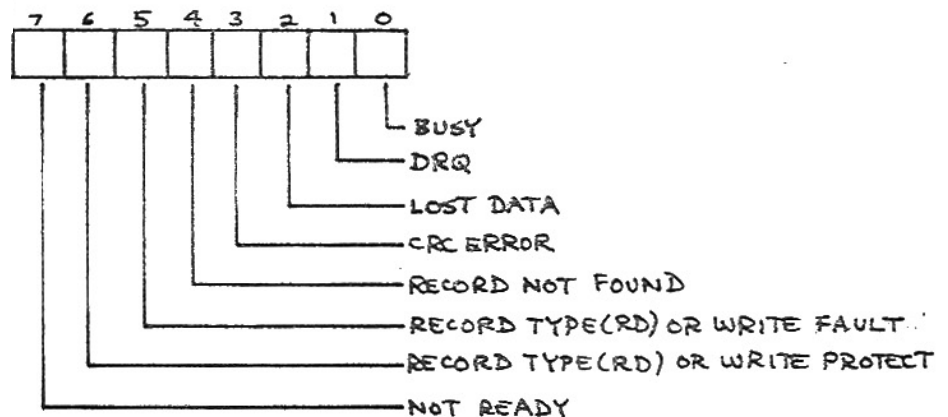 7 6 5 4 3 2 1 0
BUSY
DRQ
LOST DATA
CRC ERROR
RECORD NOT FOUND
RECORD TYPE(RD) OR WRITE FAULT
RECORD TYPE(RD) OR WRITE PROTECT
NOT READY